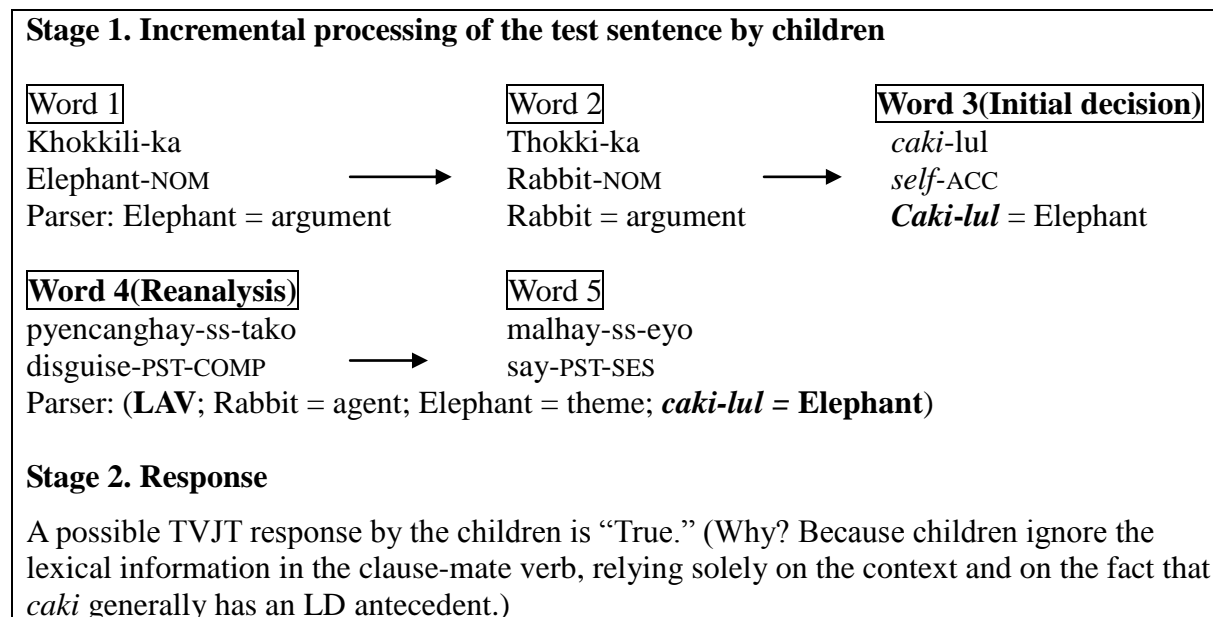 Stage 1. Incremental processing of the test sentence by children
Word 1 Word 2 Word 3(Initial decision)
Khokkili-ka Thokki-ka caki-lul
Elephant-NOM Rabbit-NOM self-ACC
Parser: Elephant = argument Rabbit = argument Caki-lul = Elephant
Word 4(Reanalysis) Word 5
pyencanghay-ss-tako malhay-ss-eyo
disguise-PST-COMP say-PST-SES
Parser: (LAV; Rabbit = agent; Elephant = theme; caki-lul = Elephant)
Stage 2. Response
A possible TVJT response by the children is “True.” (Why? Because children ignore the
lexical information in the clause-mate verb, relying solely on the context and on the fact that
caki generally has an LD antecedent.)